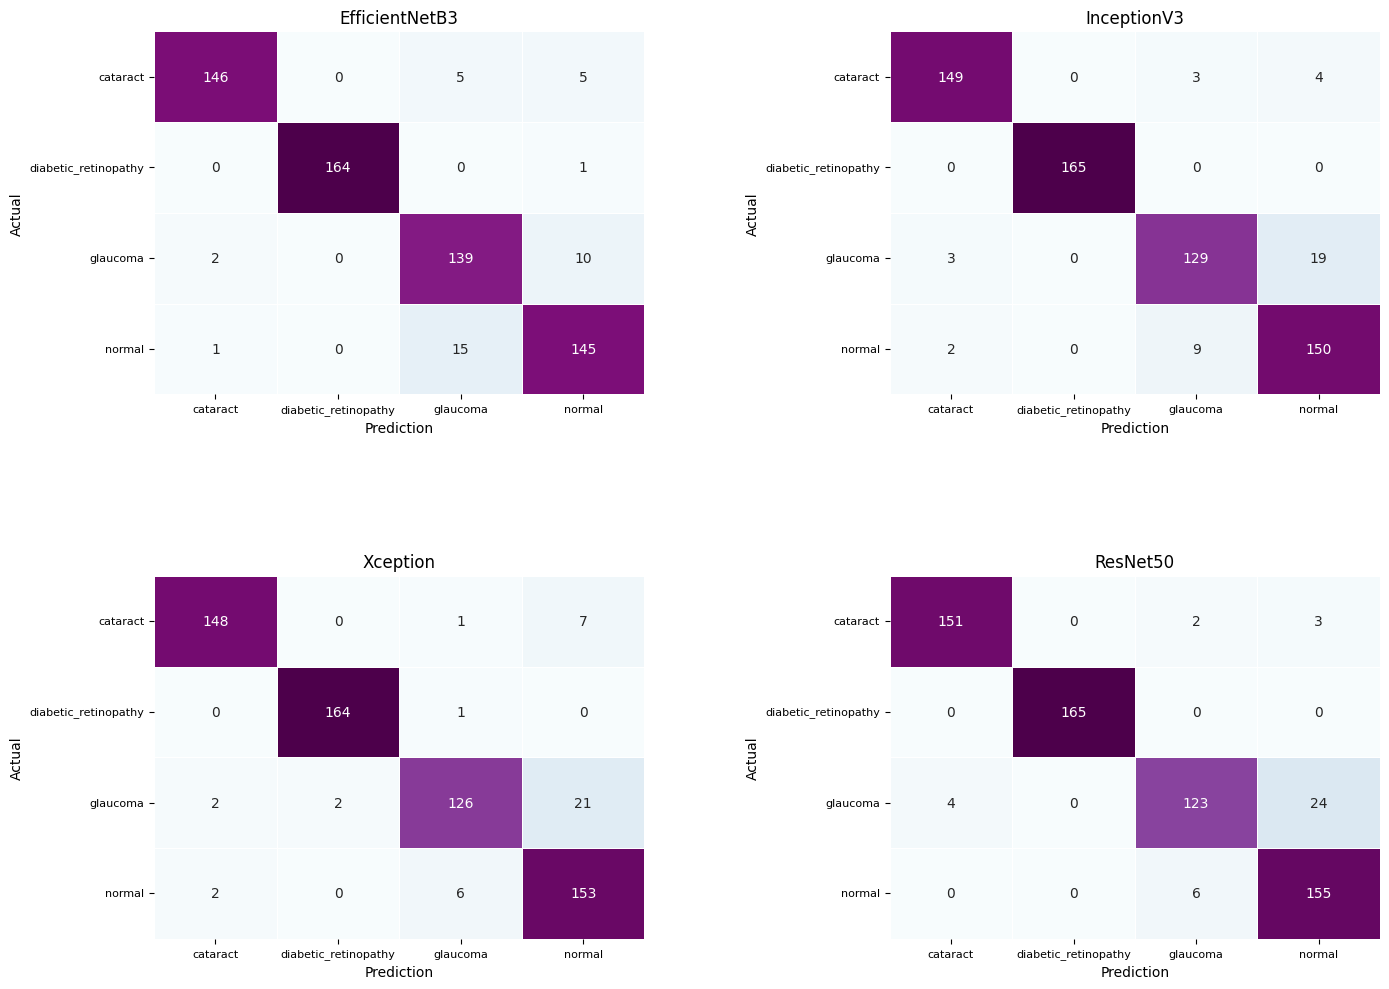 EfficientNetB3
cataract 146 0 5 5
diabetic_retinopathy 0 164 0 1
glaucoma 2 0 139 10
normal 1 0 15 145
cataract diabetic_retinopathy glaucoma normal
Prediction
Actual
InceptionV3
cataract 149 0 3 4
diabetic_retinopathy 0 165 0 0
glaucoma 3 0 129 19
normal 2 0 9 150
cataract diabetic_retinopathy glaucoma normal
Prediction
Actual
Xception
cataract 148 0 1 7
diabetic_retinopathy 0 164 1 0
glaucoma 2 2 126 21
normal 2 0 6 153
cataract diabetic_retinopathy glaucoma normal
Prediction
Actual
ResNet50
cataract 151 0 2 3
diabetic_retinopathy 0 165 0 0
glaucoma 4 0 123 24
normal 0 0 6 155
cataract diabetic_retinopathy glaucoma normal
Prediction
Actual